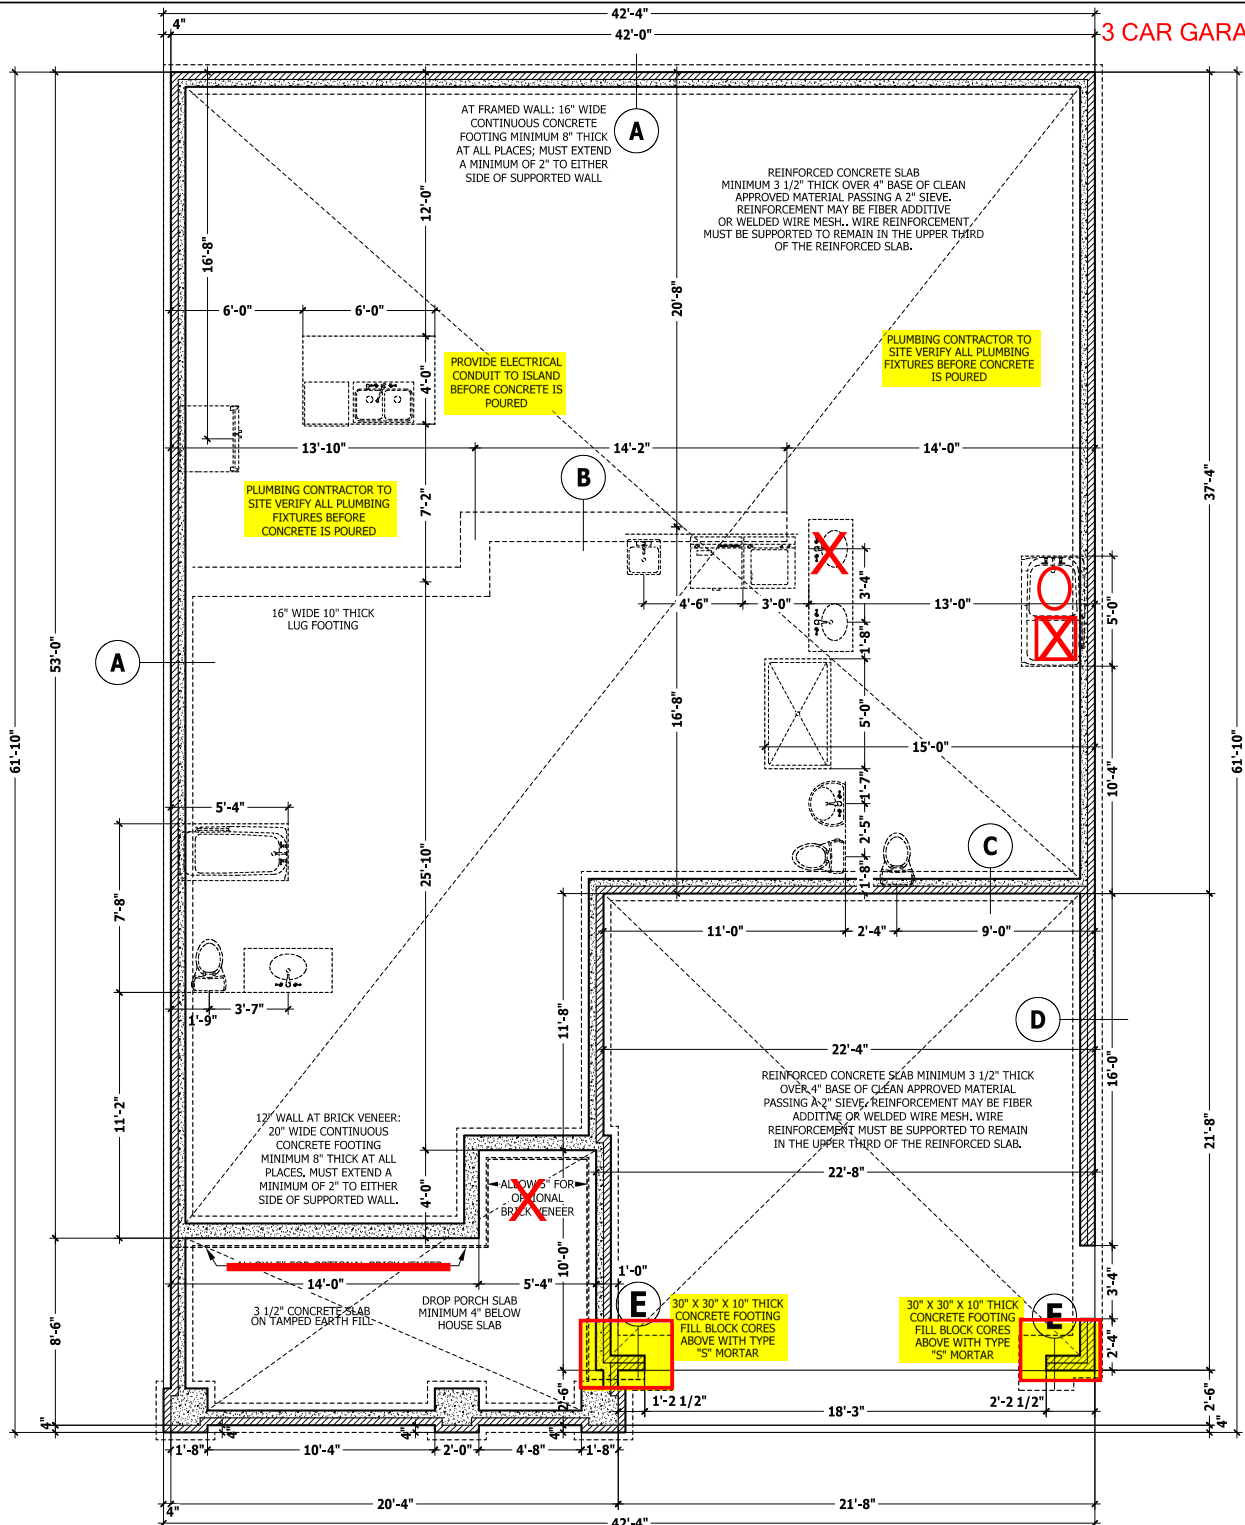 42'-4"
4"
42'-0"
3 CAR GARA
AT FRAMED WALL: 16" WIDE
CONTINUOUS CONCRETE
FOOTING MINIMUM 8" THICK
AT ALL PLACES; MUST EXTEND
A MINIMUM OF 2" TO EITHER
SIDE OF SUPPORTED WALL
A
REINFORCED CONCRETE SLAB
MINIMUM 3 1/2" THICK OVER 4" BASE OF CLEAN
APPROVED MATERIAL PASSING A 2" SIEVE.
REINFORCEMENT MAY BE FIBER ADDITIVE
OR WELDED WIRE MESH.. WIRE REINFORCEMENT
MUST BE SUPPORTED TO REMAIN IN THE UPPER THIRD
OF THE REINFORCED SLAB.
12'-0"
16'-8"
20'-8"
6'-0"
6'-0"
4'-0"
PROVIDE ELECTRICAL
CONDUIT TO ISLAND
BEFORE CONCRETE IS
POURED
PLUMBING CONTRACTOR TO
SITE VERIFY ALL PLUMBING
FIXTURES BEFORE CONCRETE
IS POURED
13'-10"
14'-2"
14'-0"
B
37'-4"
PLUMBING CONTRACTOR TO
SITE VERIFY ALL PLUMBING
FIXTURES BEFORE
CONCRETE IS POURED
7'-2"
X
3'-4"
4'-6"
3'-0"
13'-0"
5'-0"
16" WIDE 10" THICK
LUG FOOTING
1'-8"
X
A
53'-0"
16'-8"
5'-0"
15'-0"
61'-10"
61'-10"
10'-4"
1'-7"
5'-4"
2'-5"
C
1'-8"
25'-10"
7'-8"
11'-0"
2'-4"
9'-0"
3'-7"
1'-9"
11'-8"
D
22'-4"
16'-0"
REINFORCED CONCRETE SLAB MINIMUM 3 1/2" THICK
OVER 4" BASE OF CLEAN APPROVED MATERIAL
PASSING A 2" SIEVE. REINFORCEMENT MAY BE FIBER
ADDITIVE OR WELDED WIRE MESH. WIRE
REINFORCEMENT MUST BE SUPPORTED TO REMAIN
IN THE UPPER THIRD OF THE REINFORCED SLAB.
11'-2"
21'-8"
12" WALL AT BRICK VENEER:
20" WIDE CONTINUOUS
CONCRETE FOOTING
MINIMUM 8" THICK AT ALL
PLACES. MUST EXTEND A
MINIMUM OF 2" TO EITHER
SIDE OF SUPPORTED WALL.
22'-8"
4'-0"
ALLOW 5" FOR
OPTIONAL
BRICK VENEER
X
10'-0"
1'-0"
14'-0"
5'-4"
3'-4"
8'-6"
3 1/2" CONCRETE SLAB
ON TAMPED EARTH FILL
DROP PORCH SLAB
MINIMUM 4" BELOW
HOUSE SLAB
E
30" X 30" X 10" THICK
CONCRETE FOOTING
FILL BLOCK CORES
ABOVE WITH TYPE
"S" MORTAR
30" X 30" X 10" THICK
CONCRETE FOOTING
FILL BLOCK CORES
ABOVE WITH TYPE
"S" MORTAR
E
2'-4"
2'-6"
1'-2 1/2"
18'-3"
2'-2 1/2"
2'-6"
4"
4"
4"
4"
4"
1'-8"
10'-4"
2'-0"
4'-8"
1'-8"
20'-4"
21'-8"
4"
42'-4"